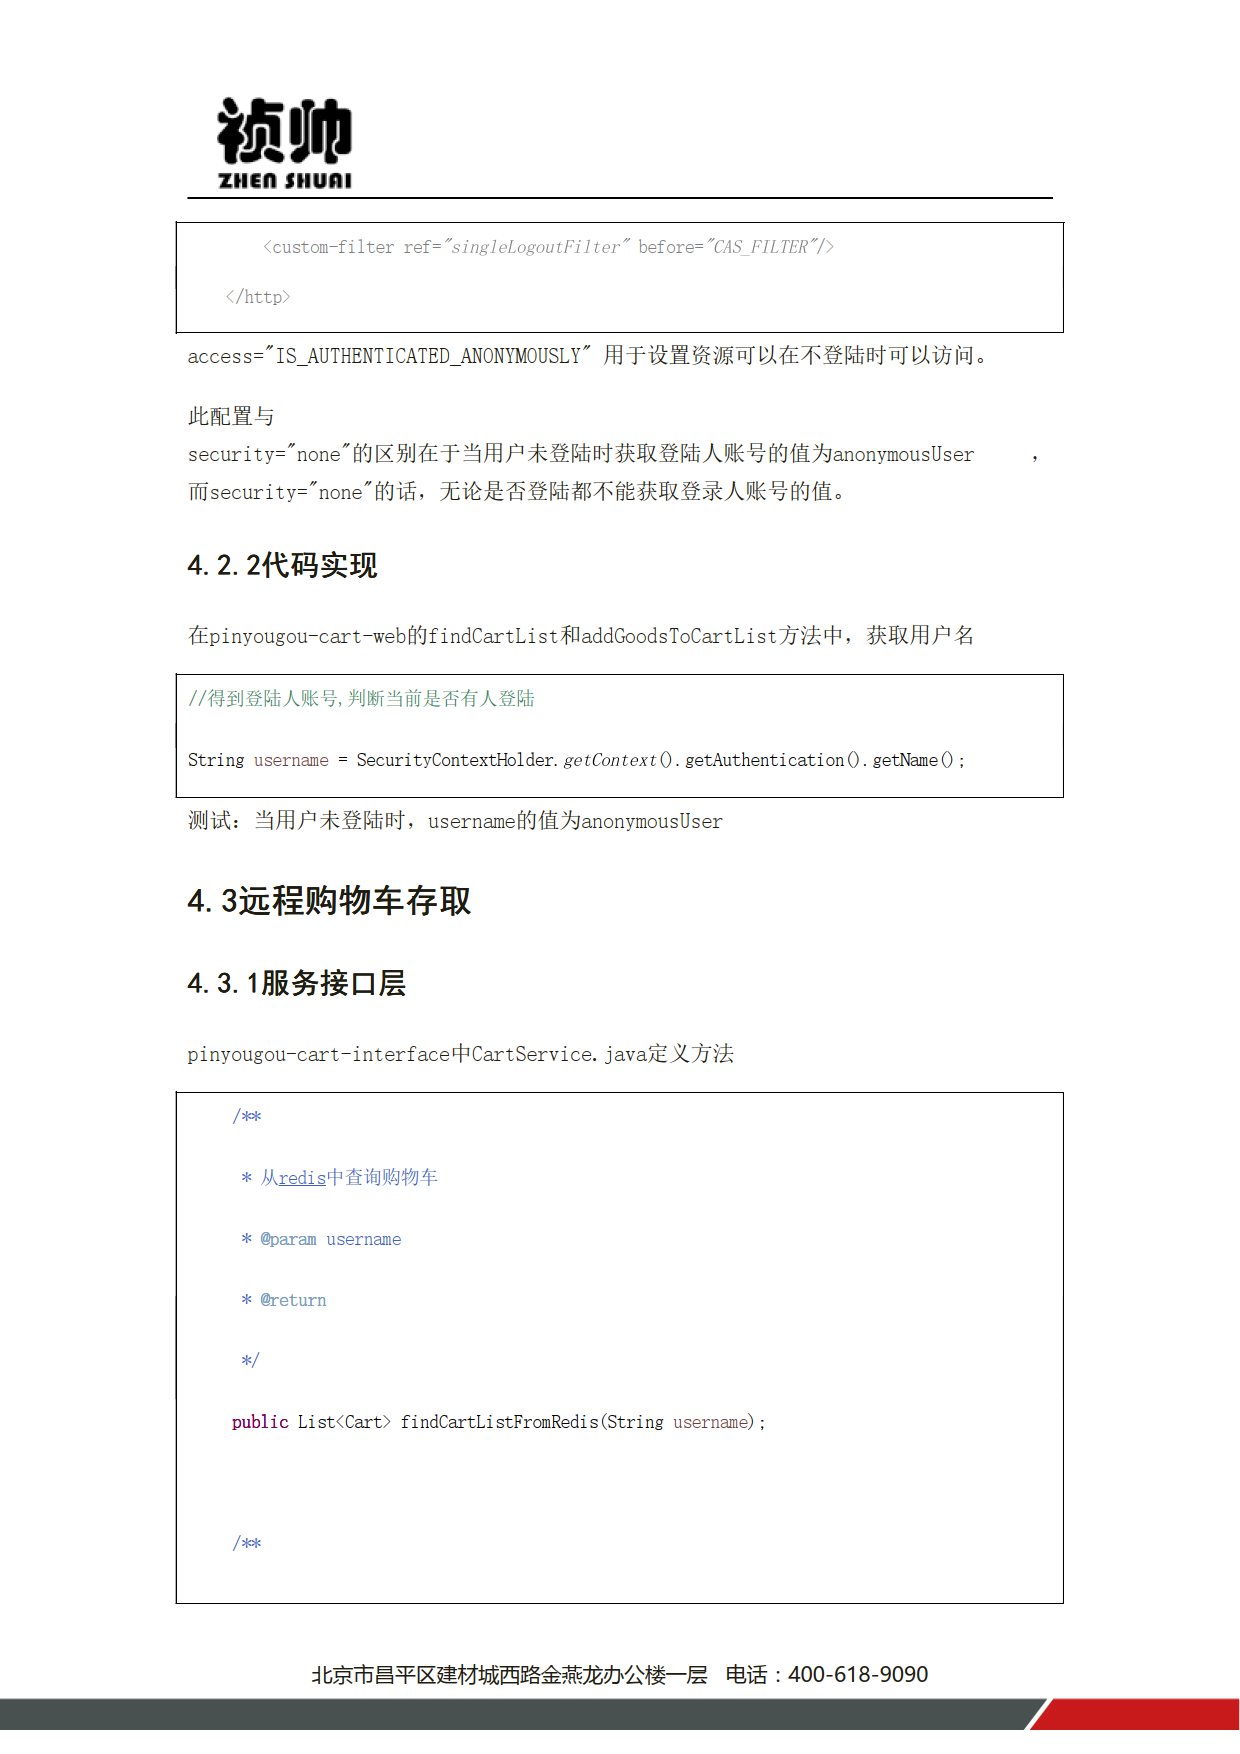 祯帅
ZHEN SHUAI
<custom-filter ref="singleLogoutFilter" before="CAS_FILTER"/>
</http>
access="IS_AUTHENTICATED_ANONYMOUSLY" 用于设置资源可以在不登陆时可以访问。
此配置与
security="none"的区别在于当用户未登陆时获取登陆人账号的值为anonymousUser ，
而security="none"的话，无论是否登陆都不能获取登录人账号的值。
4.2.2代码实现
在pinyougou-cart-web的findCartList和addGoodsToCartList方法中，获取用户名
//得到登陆人账号,判断当前是否有人登陆
String username = SecurityContextHolder.getContext().getAuthentication().getName();
测试：当用户未登陆时，username的值为anonymousUser
4.3远程购物车存取
4.3.1服务接口层
pinyougou-cart-interface中CartService.java定义方法
/**
* 从redis中查询购物车
* @param username
* @return
*/
public List<Cart> findCartListFromRedis(String username);
/**
北京市昌平区建材城西路金燕龙办公楼一层 电话：400-618-9090